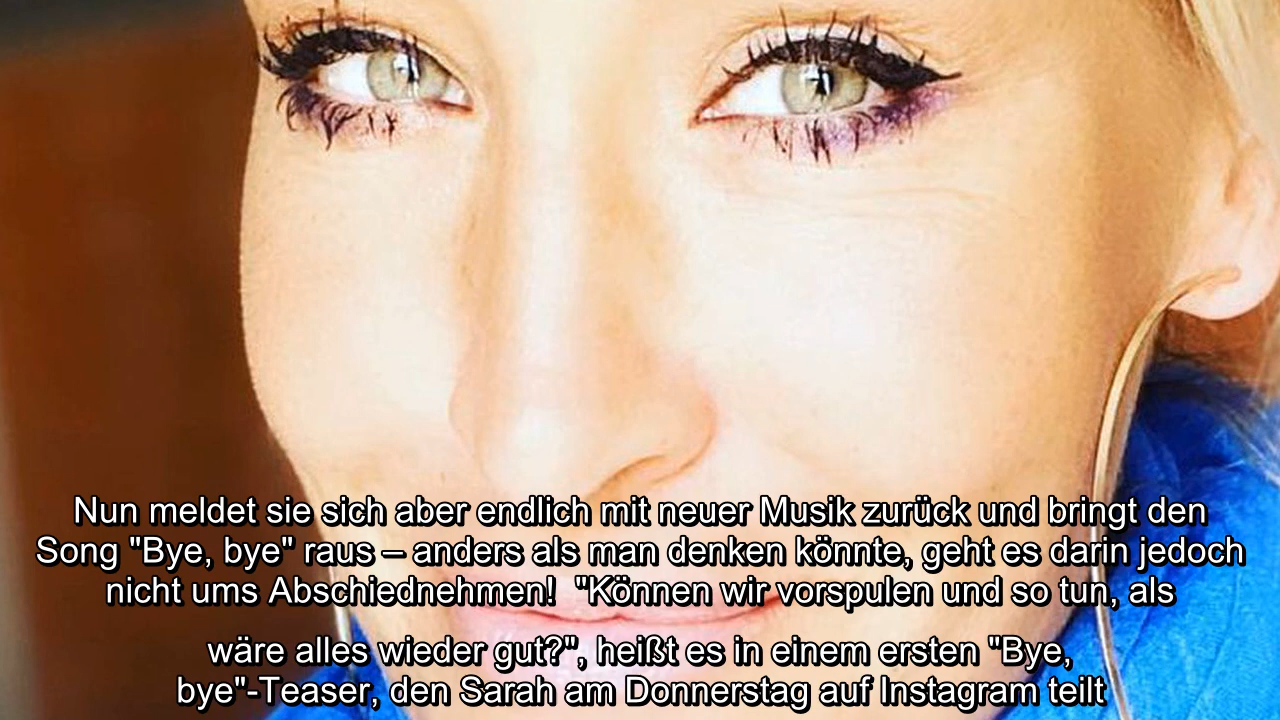 Nun meldet sie sich aber endlich mit neuer Musik zurück und bringt den
Song "Bye, bye" raus – anders als man denken könnte, geht es darin jedoch
nicht ums Abschiednehmen!  "Können wir vorspulen und so tun, als
wäre alles wieder gut?", heißt es in einem ersten "Bye,
bye"-Teaser, den Sarah am Donnerstag auf Instagram teilt